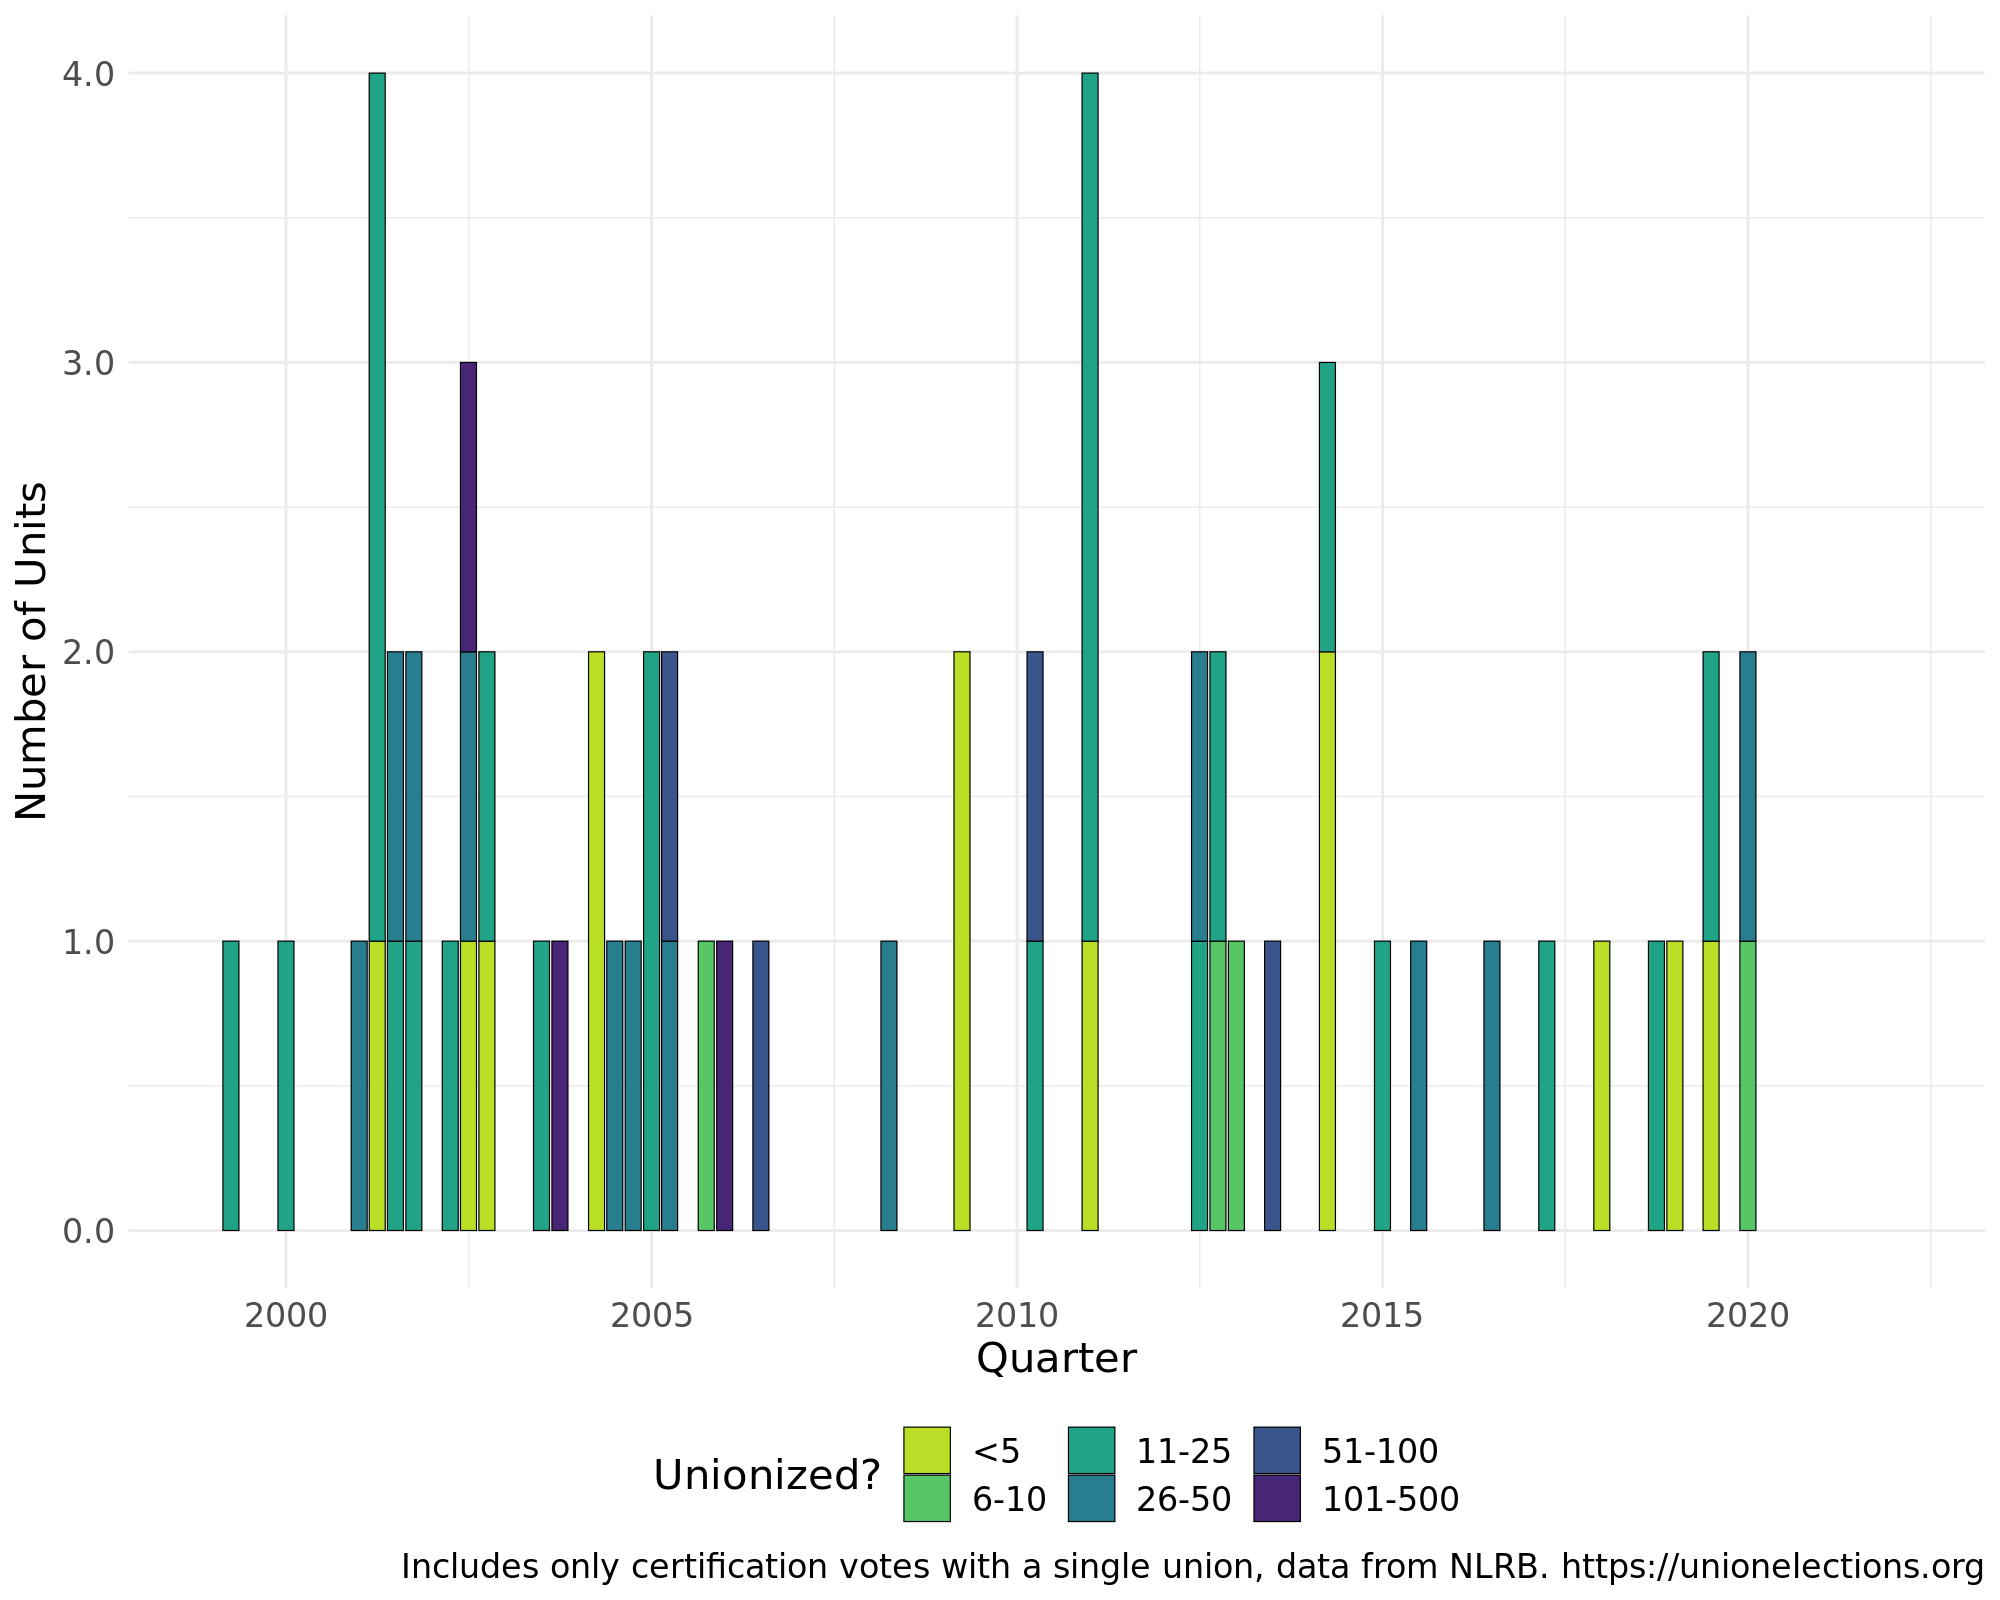 4.0
3.0
2.0
1.0
0.0
Number of Units
2000 2005 2010 2015 2020
Quarter
Unionized?
<5 11-25 51-100
6-10 26-50 101-500
Includes only certification votes with a single union, data from NLRB. https://unionelections.org